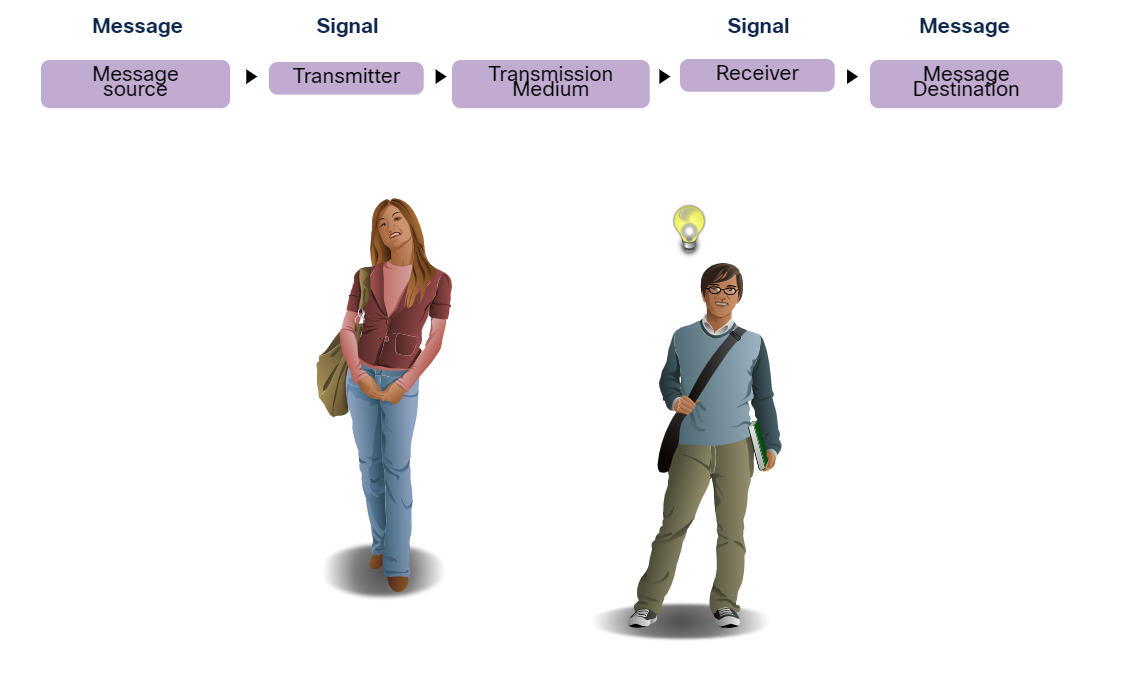 Message
Signal
Signal
Message
Message
source
Transmitter
Transmission
Medium
Receiver
Message
Destination